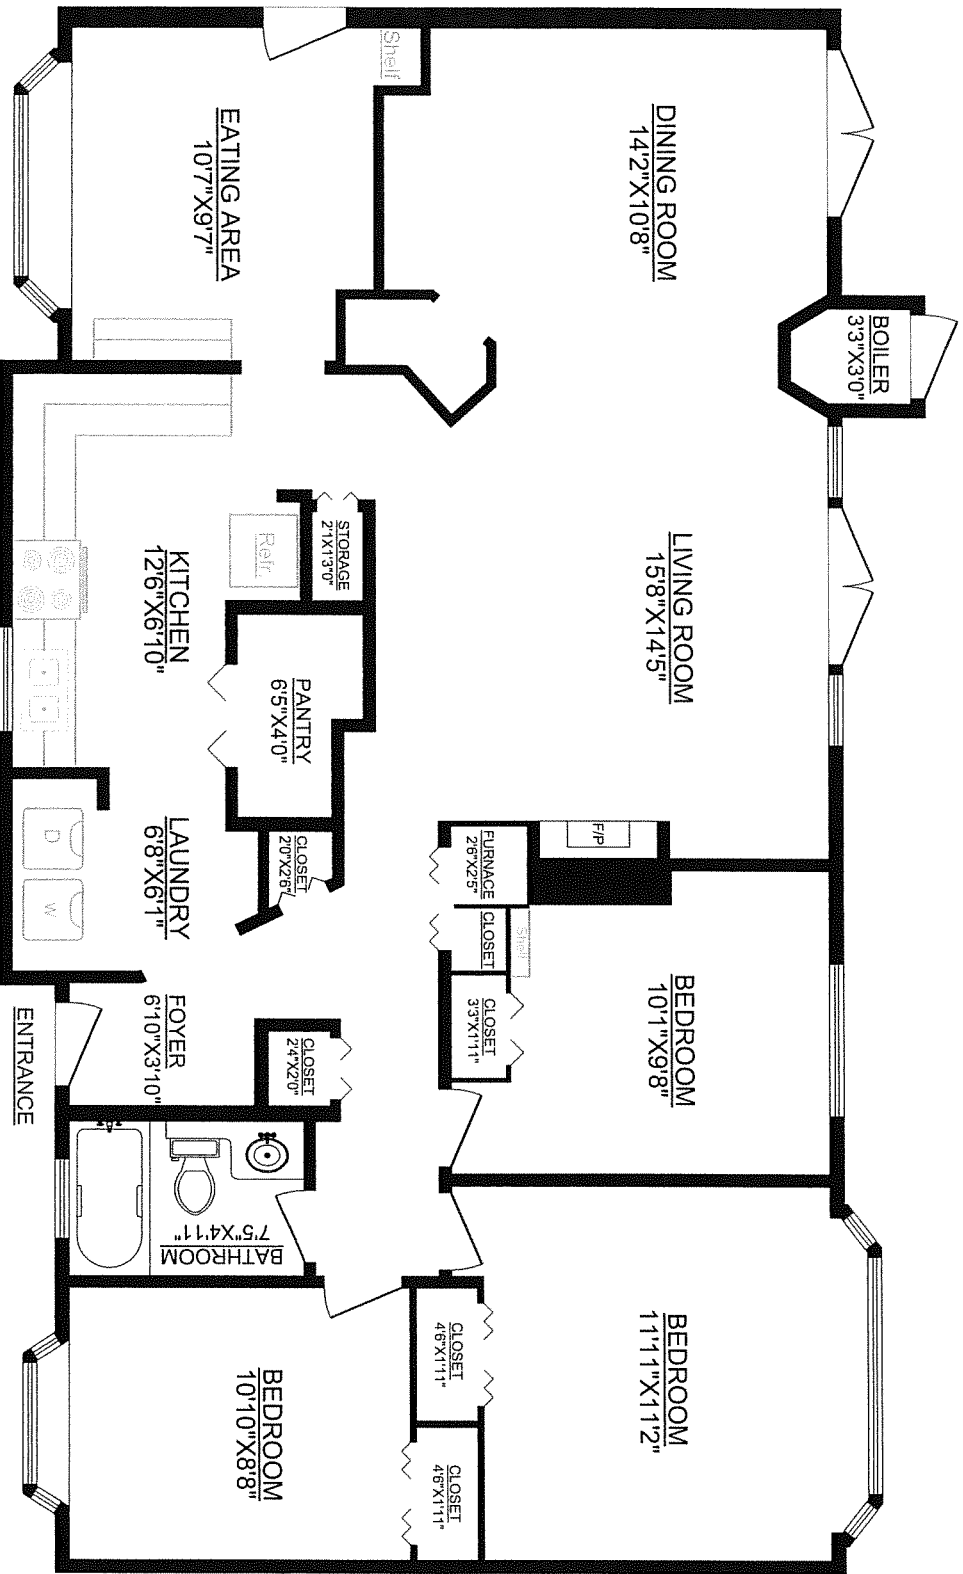 Shelf
EATING AREA
10'7"X9'7"
DINING ROOM
14'2"X10'8"
BOILER
3'3"X3'0"
STORAGE
2'1X1'3"0"
Refr.
KITCHEN
12'6"X6'10"
LIVING ROOM
15'8"X14'5"
PANTRY
6'5"X4'0"
LAUNDRY
6'8"X6'1"
D
W
CLOSET
2'0"X2'6"
F/P
FURNACE
2'6"X2'5"
CLOSET
Shelf
CLOSET
3'3"X1'11"
BEDROOM
10'1"X9'8"
FOYER
6'10"X3'10"
ENTRANCE
CLOSET
2'4"X2'0"
BATHROOM
7'5"X4'11"
BEDROOM
11'11"X11'2"
CLOSET
4'6"X1'11"
CLOSET
4'6"X1'11"
BEDROOM
10'10"X8'8"